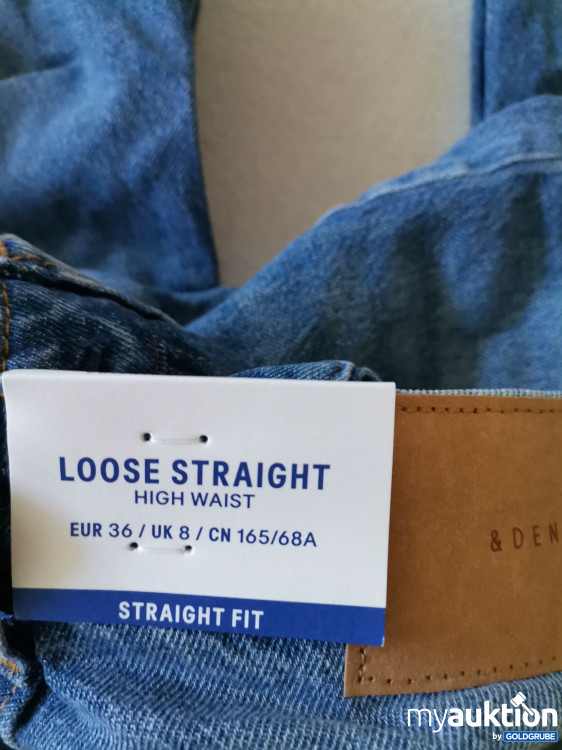 LOOSE STRAIGHT
HIGH WAIST
EUR 36 / UK 8 / CN 165/68A
STRAIGHT FIT
& DEN
myauktion
by GOLDGRUBE